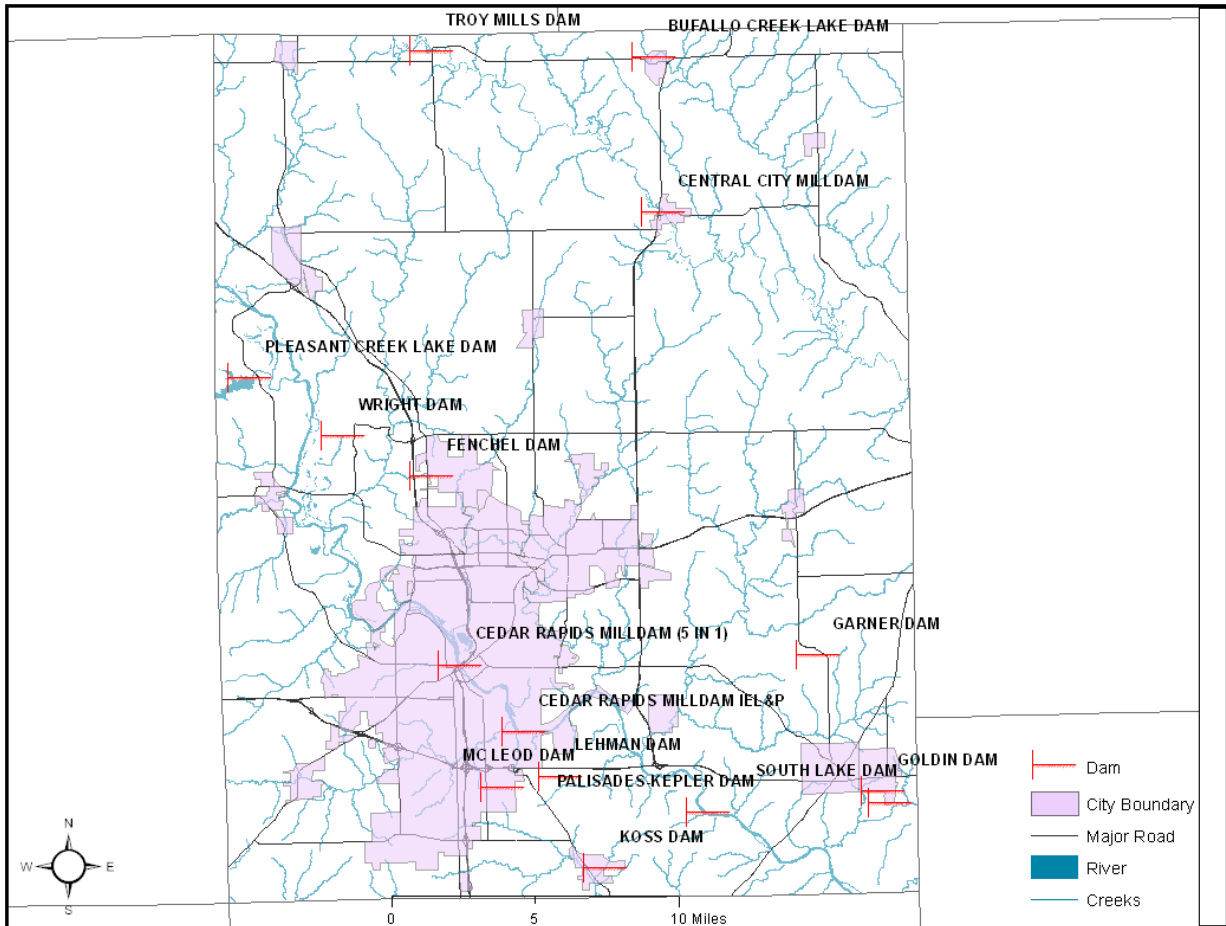 TROY MILLS DAM
BUFALLO CREEK LAKE DAM
CENTRAL CITY MILLDAM
PLEASANT CREEK LAKE DAM
WRIGHT DAM
FENCHEL DAM
GARNER DAM
CEDAR RAPIDS MILLDAM (5 IN 1)
CEDAR RAPIDS MILLDAM IEL&P
LEHMAN DAM
MC LEOD DAM
GOLDIN DAM
SOUTH LAKE DAM
PALISADES-KEPLER DAM
KOSS DAM
Dam
City Boundary
Major Road
River
Creeks
N
W
E
S
0
5
10 Miles